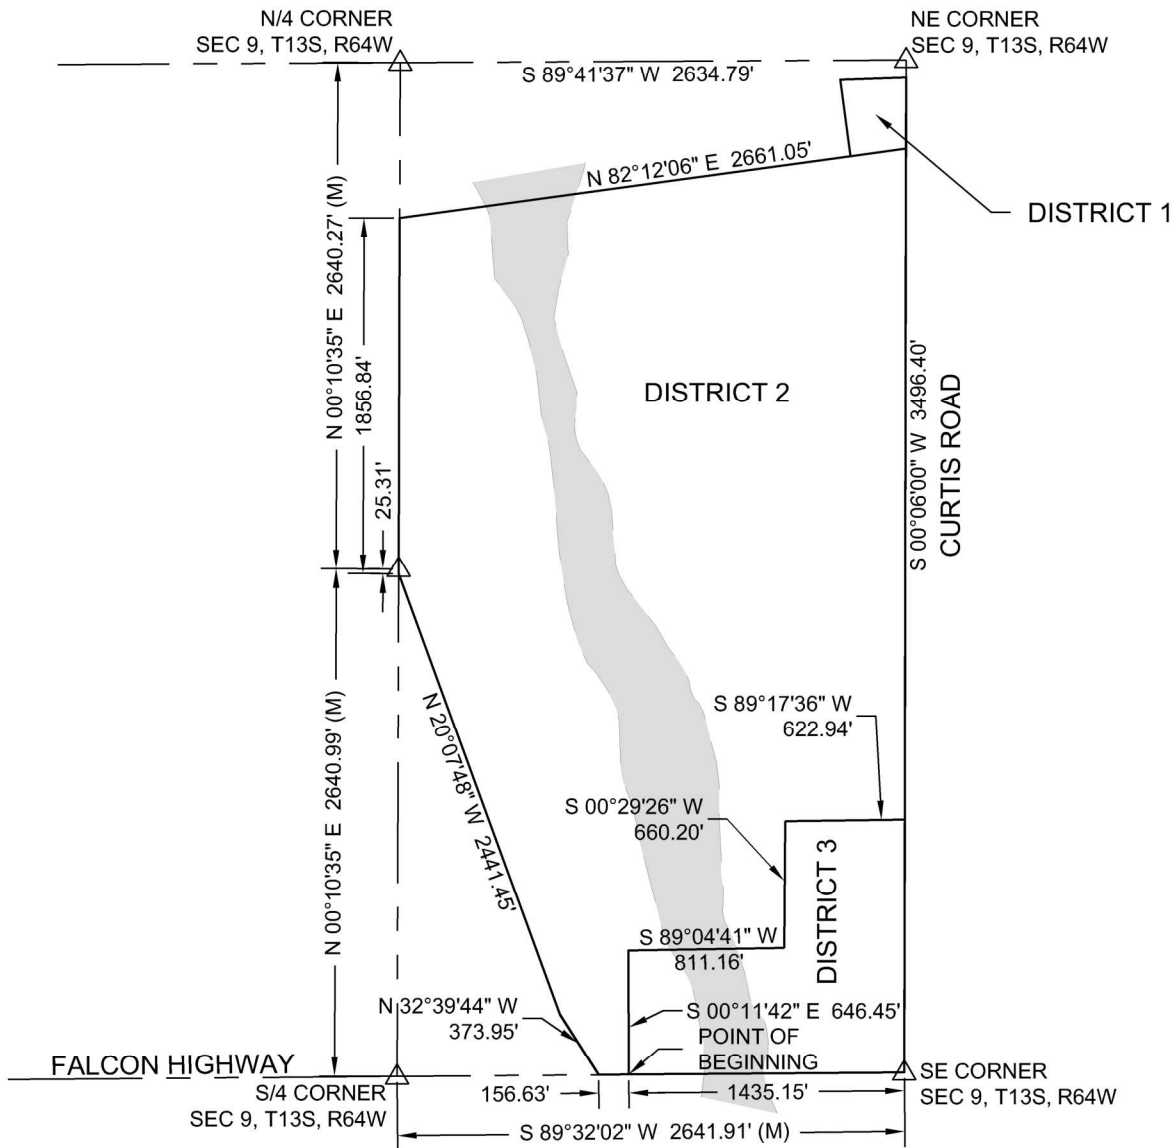 N/4 CORNER
SEC 9, T13S, R64W
NE CORNER
SEC 9, T13S, R64W
S 89°41'37" W 2634.79'
N 82°12'06" E 2661.05'
DISTRICT 1
N 00°10'35" E 2640.27' (M)
1856.84'
25.31'
DISTRICT 2
S 00°06'00" W 3496.40'
CURTIS ROAD
N 00°10'35" E 2640.99' (M)
N 20°07'48" W 2441.45'
S 89°17'36" W
622.94'
S 00°29'26" W
660.20'
DISTRICT 3
S 89°04'41" W
811.16'
N 32°39'44" W
373.95'
S 00°11'42" E 646.45'
POINT OF
BEGINNING
FALCON HIGHWAY
S/4 CORNER
SEC 9, T13S, R64W
156.63'
1435.15'
SE CORNER
SEC 9, T13S, R64W
S 89°32'02" W 2641.91' (M)